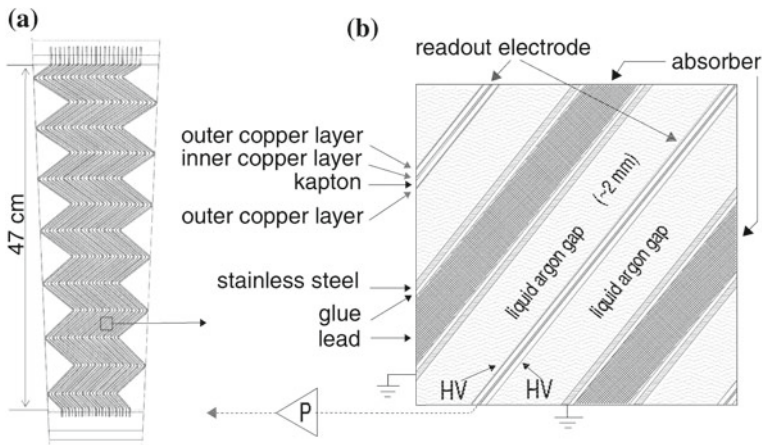 (a)
47 cm
(b)
readout electrode
absorber
outer copper layer
inner copper layer
kapton
outer copper layer
stainless steel
glue
lead
(~2 mm)
liquid argon gap
liquid argon gap
HV
HV
P